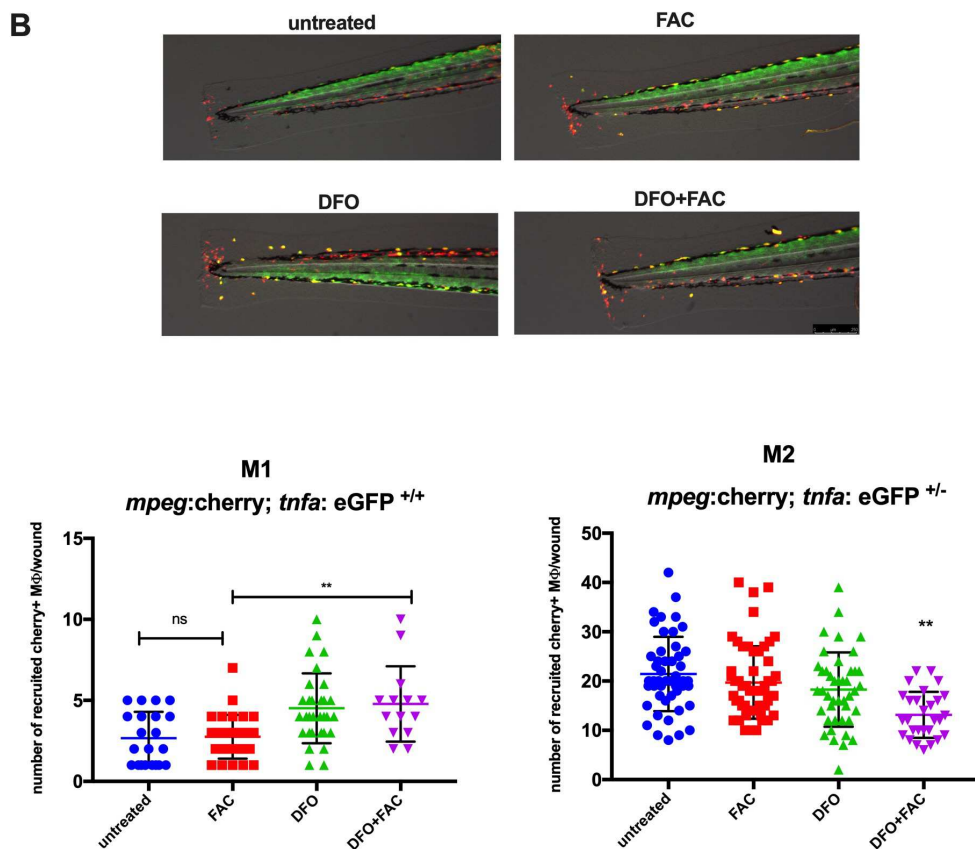 B
untreated
FAC
DFO
DFO+FAC
M1
mpeg:cherry; tnfa: eGFP +/+
number of recruited cherry+ MΦ/wound
15
10
5
0
ns
**
untreated
FAC
DFO
DFO+FAC
M2
mpeg:cherry; tnfa: eGFP +/-
number of recruited cherry+ MΦ/wound
50
40
30
20
10
0
**
untreated
FAC
DFO
DFO+FAC